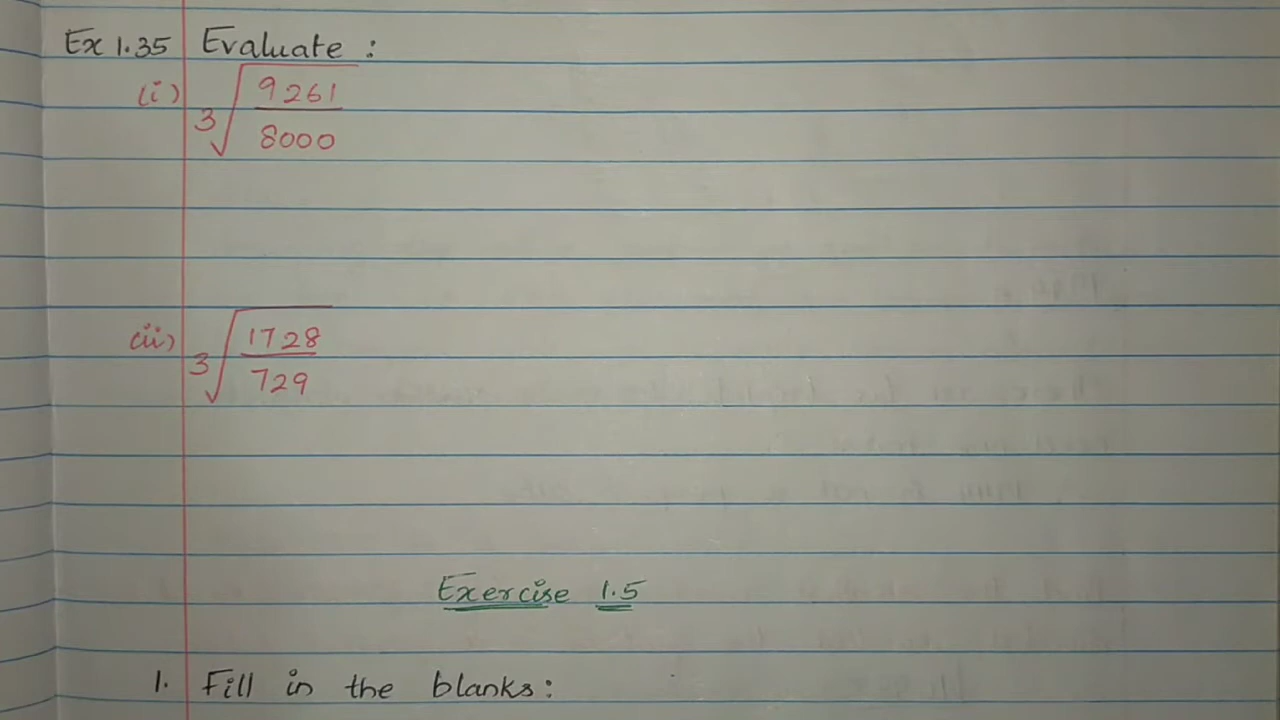 Ex 1.35 Evaluate :
(i) ∛(9261/8000)
(ii) ∛(1728/729)
Exercise 1.5
1. Fill in the blanks: